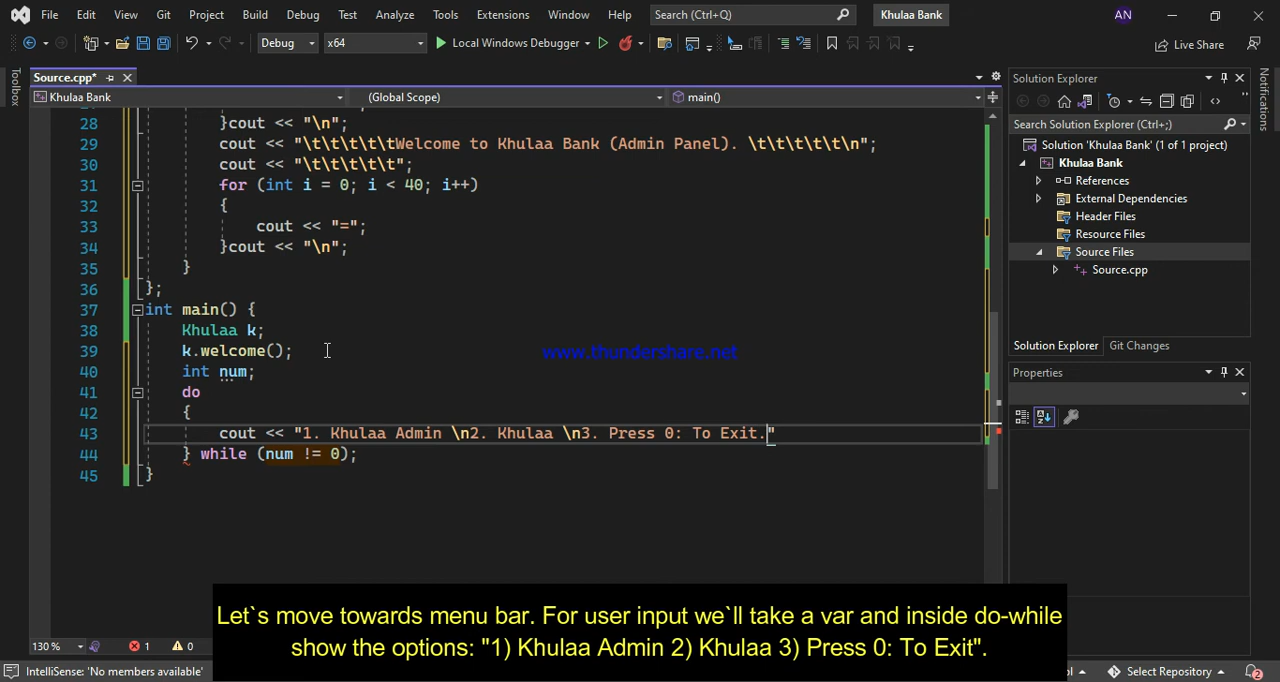 File Edit View Git Project Build Debug Test Analyze Tools Extensions Window Help Search (Ctrl+Q) Khulaa Bank AN
Debug x64 Local Windows Debugger Live Share
Toolbox
Source.cpp*
Khulaa Bank (Global Scope) main()
28 }cout << "\n";
29 cout << "\t\t\t\t\tWelcome to Khulaa Bank (Admin Panel). \t\t\t\t\t\n";
30 cout << "\t\t\t\t\t";
31 for (int i = 0; i < 40; i++)
32 {
33 cout << "=";
34 }cout << "\n";
35 }
36 };
37 int main() {
38 Khulaa k;
39 k.welcome();
40 int num;
41 do
42 {
43 cout << "1. Khulaa Admin \n2. Khulaa \n3. Press 0: To Exit."
44 } while (num != 0);
45 }
www.thundershare.net
Solution Explorer
Search Solution Explorer (Ctrl+;)
Solution 'Khulaa Bank' (1 of 1 project)
Khulaa Bank
References
External Dependencies
Header Files
Resource Files
Source Files
Source.cpp
Solution Explorer Git Changes
Properties
Notifications
Let`s move towards menu bar. For user input we`ll take a var and inside do-while
show the options: "1) Khulaa Admin 2) Khulaa 3) Press 0: To Exit".
130 % 1 0
IntelliSense: 'No members available' Select Repository 2